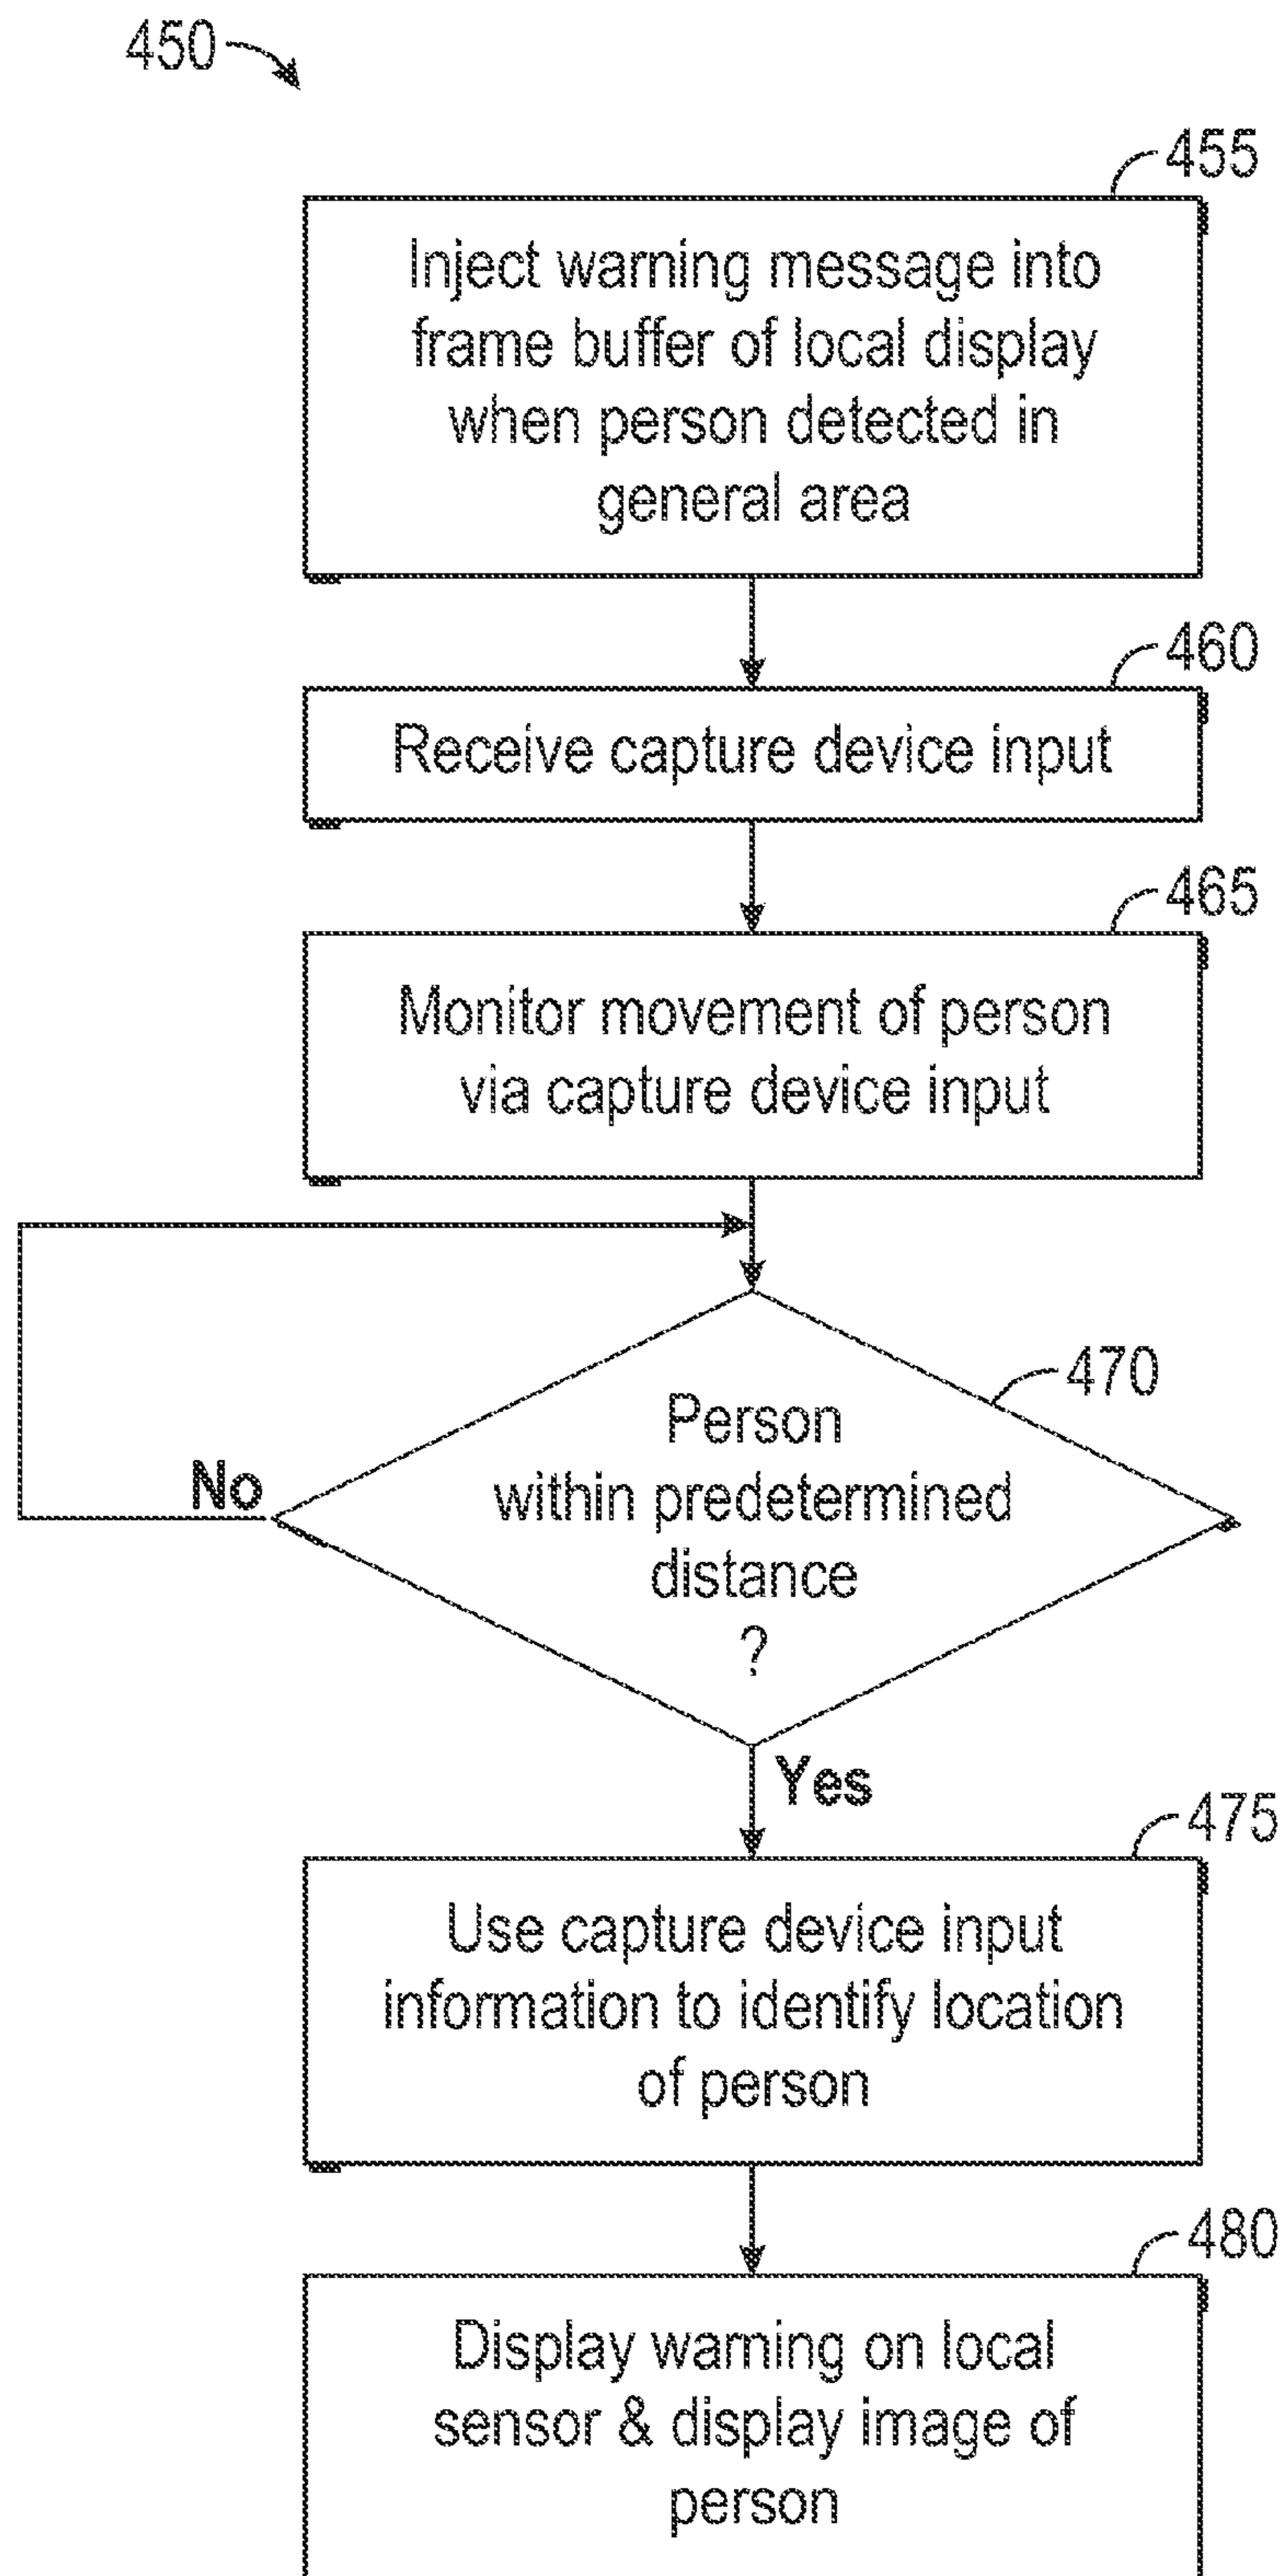 450
455
Inject warning message into
frame buffer of local display
when person detected in
general area
460
Receive capture device input
465
Monitor movement of person
via capture device input
470
Person
within predetermined
distance
?
No
Yes
475
Use capture device input
information to identify location
of person
480
Display warning on local
sensor & display image of
person